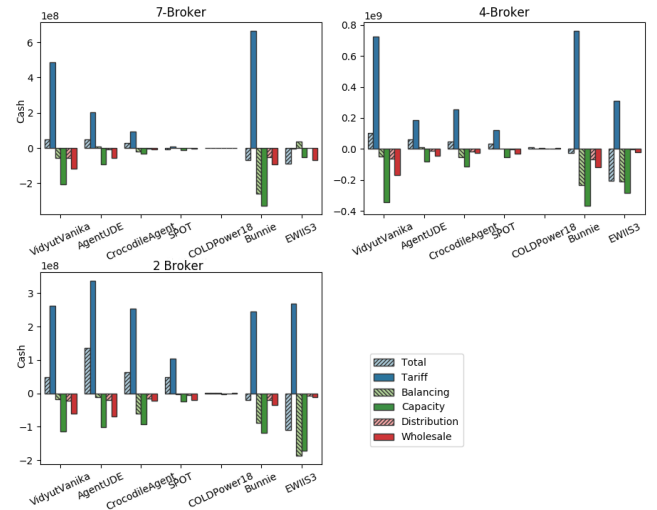 7-Broker
1e8
Cash
6
4
2
0
−2
VidyutVanika
AgentUDE
CrocodileAgent
SPOT
COLDPower18
Bunnie
EWIIS3
4-Broker
1e9
0.8
0.6
0.4
0.2
0.0
−0.2
−0.4
VidyutVanika
AgentUDE
CrocodileAgent
SPOT
COLDPower18
Bunnie
EWIIS3
2 Broker
1e8
Cash
3
2
1
0
−1
−2
VidyutVanika
AgentUDE
CrocodileAgent
SPOT
COLDPower18
Bunnie
EWIIS3
Total
Tariff
Balancing
Capacity
Distribution
Wholesale